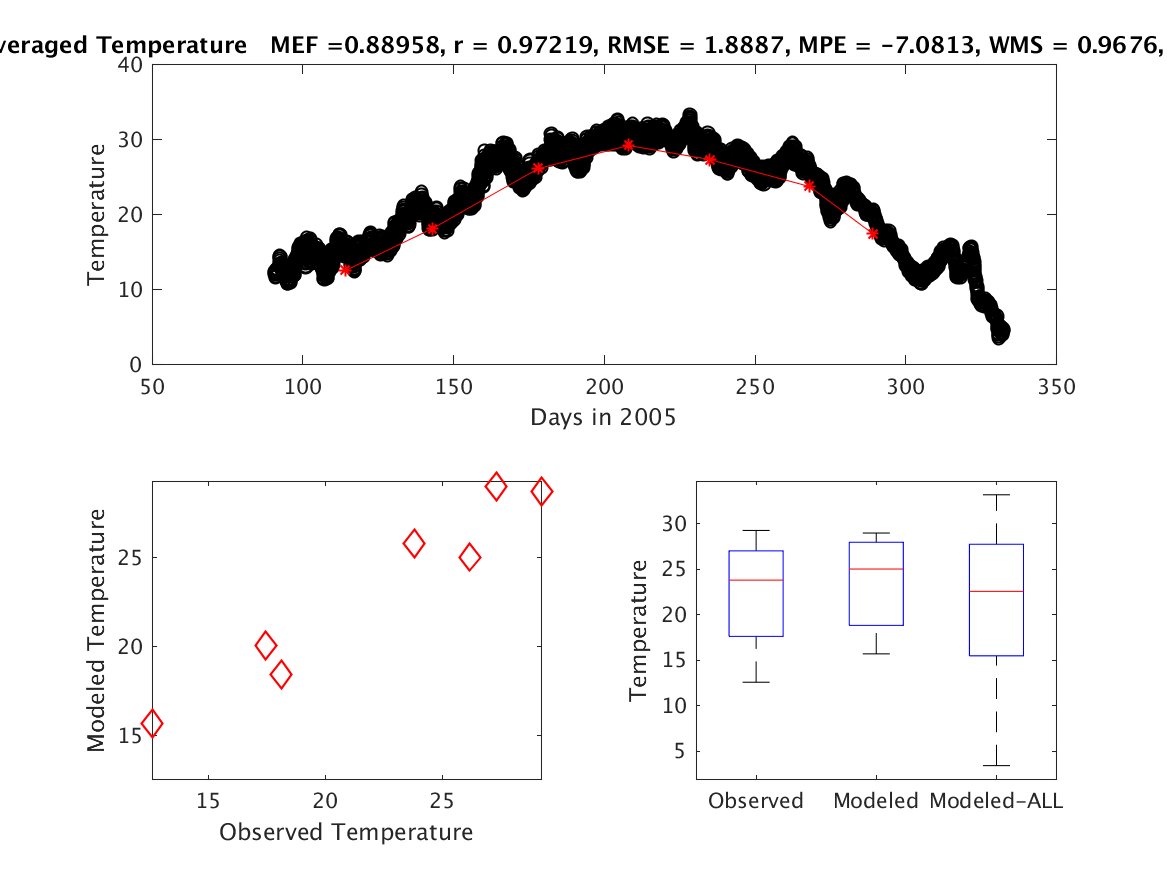 Temperature MEF =0.88958, r = 0.97219, RMSE = 1.8887, MPE = -7.0813, WMS = 0.9676,
40
30
20
10
0
Temperature
50 100 150 200 250 300 350
Days in 2005
25
20
15
Modeled Temperature
15 20 25
Observed Temperature
30
25
20
15
10
5
Temperature
Observed Modeled Modeled-ALL